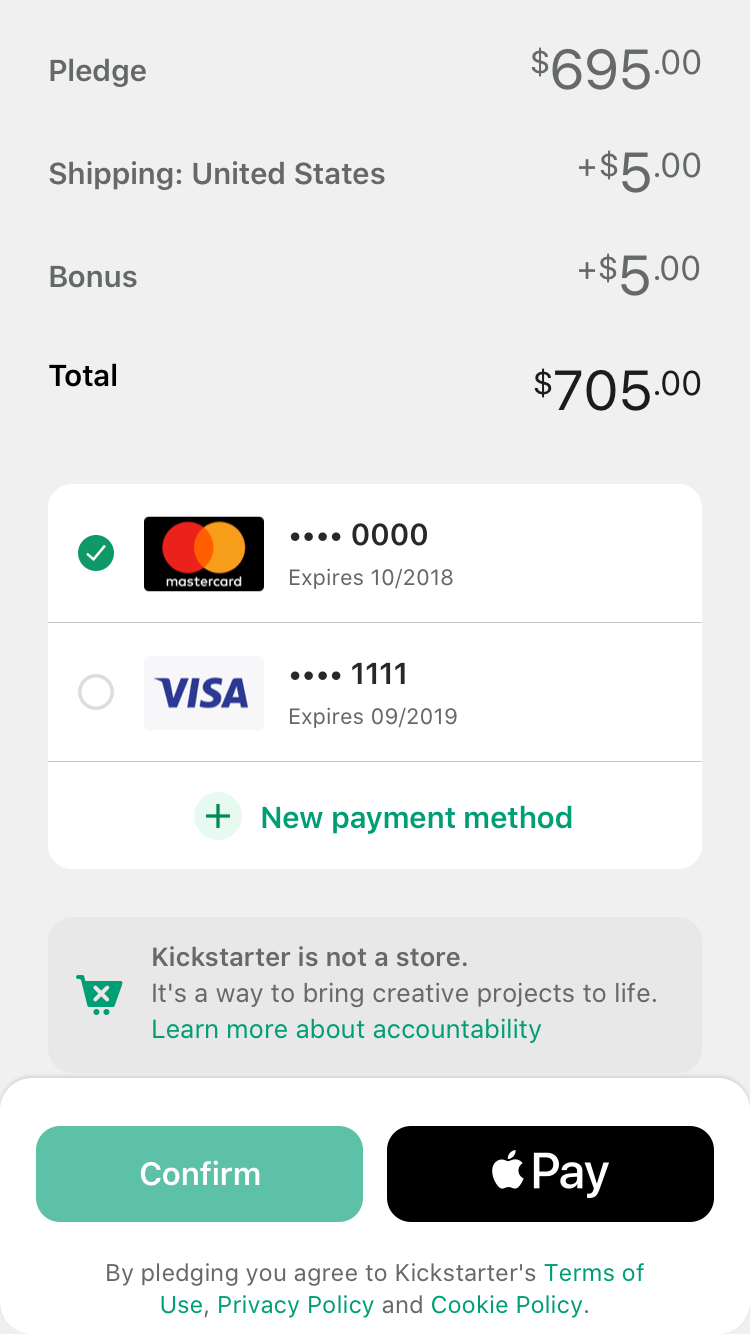 Pledge $695.00
Shipping: United States +$5.00
Bonus +$5.00
Total $705.00
mastercard
•••• 0000
Expires 10/2018
VISA
•••• 1111
Expires 09/2019
+ New payment method
Kickstarter is not a store.
It's a way to bring creative projects to life.
Learn more about accountability
Confirm
Pay
By pledging you agree to Kickstarter's Terms of
Use, Privacy Policy and Cookie Policy.